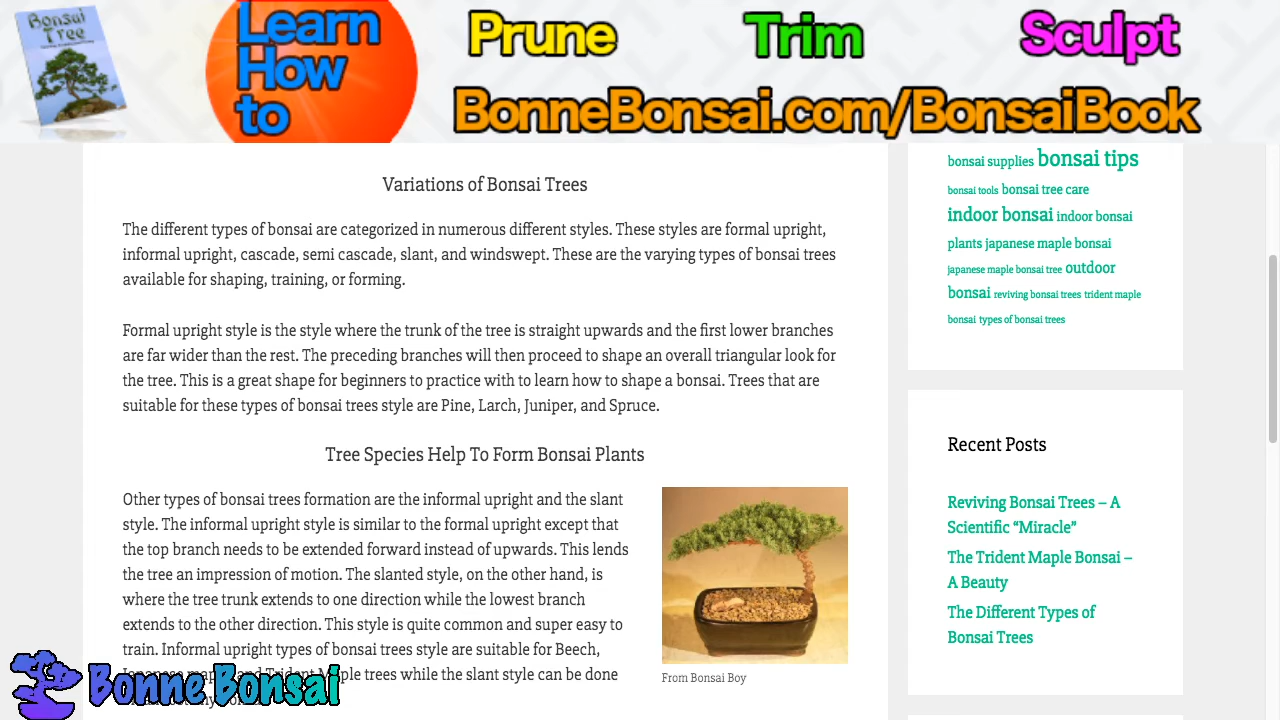 Bonsai
Tree
Learn
How
to
Prune Trim Sculpt
BonneBonsai.com/BonsaiBook
Variations of Bonsai Trees
The different types of bonsai are categorized in numerous different styles. These styles are formal upright,
informal upright, cascade, semi cascade, slant, and windswept. These are the varying types of bonsai trees
available for shaping, training, or forming.
Formal upright style is the style where the trunk of the tree is straight upwards and the first lower branches
are far wider than the rest. The preceding branches will then proceed to shape an overall triangular look for
the tree. This is a great shape for beginners to practice with to learn how to shape a bonsai. Trees that are
suitable for these types of bonsai trees style are Pine, Larch, Juniper, and Spruce.
Tree Species Help To Form Bonsai Plants
Other types of bonsai trees formation are the informal upright and the slant
style. The informal upright style is similar to the formal upright except that
the top branch needs to be extended forward instead of upwards. This lends
the tree an impression of motion. The slanted style, on the other hand, is
where the tree trunk extends to one direction while the lowest branch
extends to the other direction. This style is quite common and super easy to
train. Informal upright types of bonsai trees style are suitable for Beech,
Japanese maple and Trident Maple trees while the slant style can be done
From Bonsai Boy
bonsai supplies bonsai tips
bonsai tools bonsai tree care
indoor bonsai indoor bonsai
plants japanese maple bonsai
japanese maple bonsai tree outdoor
bonsai reviving bonsai trees trident maple
bonsai types of bonsai trees
Recent Posts
Reviving Bonsai Trees – A
Scientific “Miracle”
The Trident Maple Bonsai –
A Beauty
The Different Types of
Bonsai Trees
Bonne Bonsai